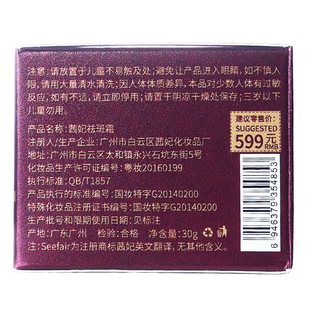 注意：请放置于儿童不易触及处；避免让产品进入眼睛，如不慎入
眼，请用大量清水清洗；因人体体质差异，本产品对少数人体有过敏
反应，如有不适，请立即停用；请置于阴凉干燥处保存；三岁以下
儿童勿用。
建议零售价：
SUGGESTED
599元
RMB
产品名称：茜妃祛斑霜
注册人/生产企业：广州市白云区茜妃化妆品厂
地址：广州市白云区太和镇永兴石坑东街5号
化妆品生产许可证编号：粤妆20160199
执行标准：QB/T1857
产品执行的标准编号：国妆特字G20140200
特殊化妆品注册证书编号：国妆特字G20140200
生产批号和限期使用日期：见标注
产地：广东广州 检验：合格 净含量：30g
注：Seefair为注册商标茜妃英文翻译，无其他含义。
6 946379 354853